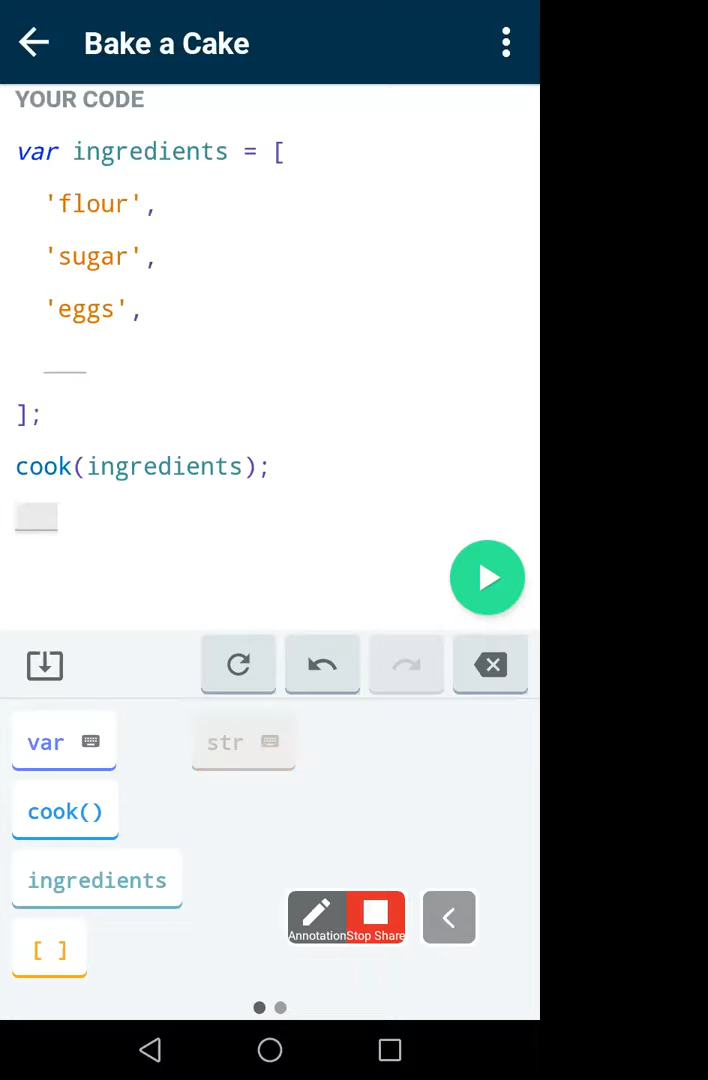 Bake a Cake
YOUR CODE
var ingredients = [
'flour',
'sugar',
'eggs',
];
cook(ingredients);
var
str
cook()
ingredients
[ ]
Annotation Stop Share